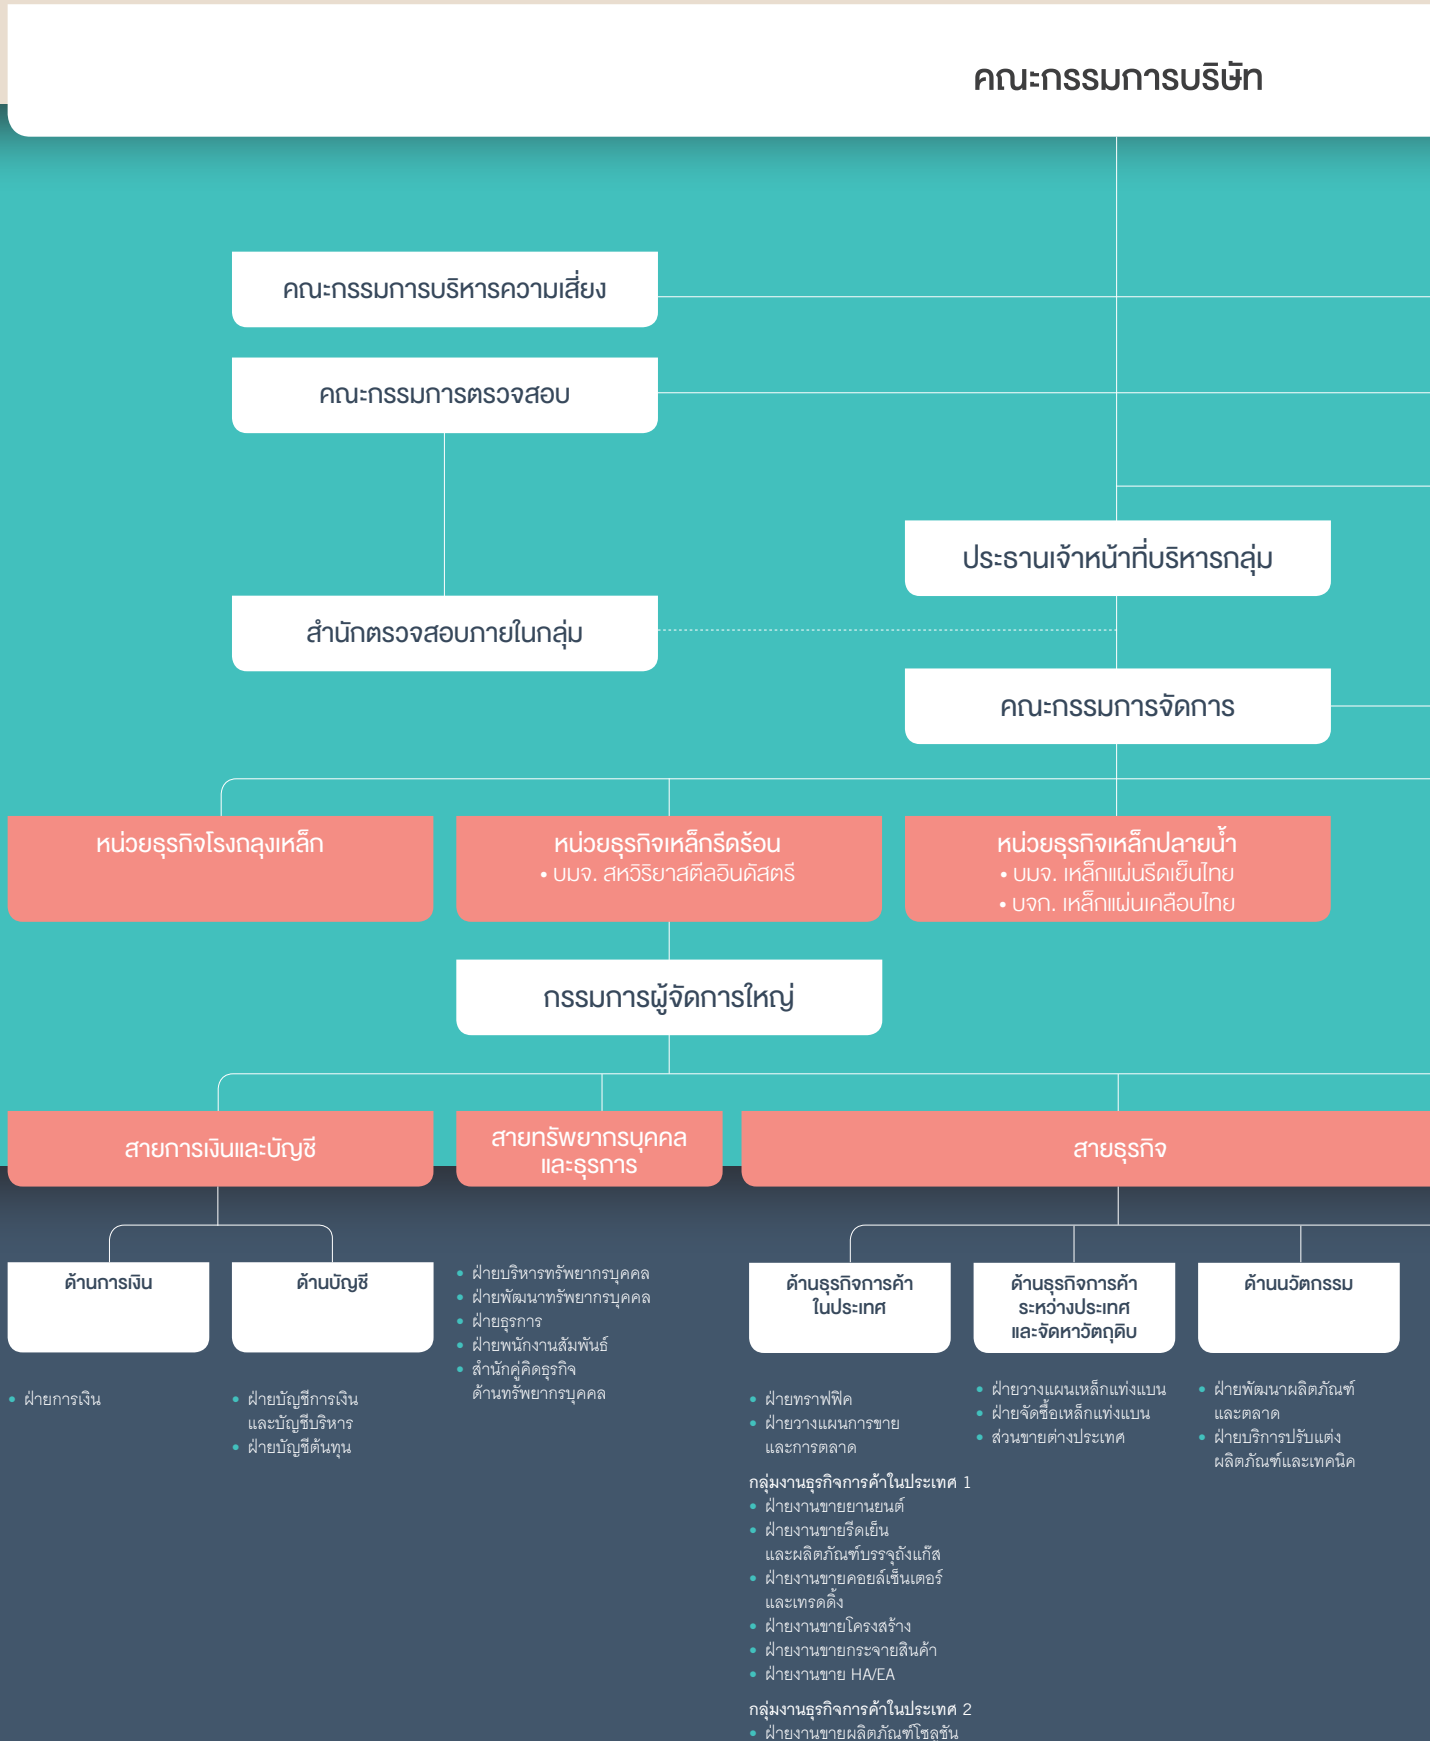 คณะกรรมการบริษัท
คณะกรรมการบริหารความเสี่ยง
คณะกรรมการตรวจสอบ
ประธานเจ้าหน้าที่บริหารกลุ่ม
สำนักตรวจสอบภายในกลุ่ม
คณะกรรมการจัดการ
หน่วยธุรกิจโรงถลุงเหล็ก
หน่วยธุรกิจเหล็กรีดร้อน
• บมจ. สหวิริยาสตีลอินดัสตรี
หน่วยธุรกิจเหล็กปลายน้ำ
• บมจ. เหล็กแผ่นรีดเย็นไทย
• บจก. เหล็กแผ่นเคลือบไทย
กรรมการผู้จัดการใหญ่
สายการเงินและบัญชี
สายทรัพยากรบุคคล
และธุรการ
สายธุรกิจ
ด้านการเงิน
• ฝ่ายการเงิน
ด้านบัญชี
• ฝ่ายบัญชีการเงิน
และบัญชีบริหาร
• ฝ่ายบัญชีต้นทุน
• ฝ่ายบริหารทรัพยากรบุคคล
• ฝ่ายพัฒนาทรัพยากรบุคคล
• ฝ่ายธุรการ
• ฝ่ายพนักงานสัมพันธ์
• สำนักคู่คิดธุรกิจ
ด้านทรัพยากรบุคคล
ด้านธุรกิจการค้า
ในประเทศ
• ฝ่ายทราฟฟิค
• ฝ่ายวางแผนการขาย
และการตลาด
กลุ่มงานธุรกิจการค้าในประเทศ 1
• ฝ่ายงานขายยานยนต์
• ฝ่ายงานขายรีดเย็น
และผลิตภัณฑ์บรรจุถังแก๊ส
• ฝ่ายงานขายคอยล์เซ็นเตอร์
และเทรดดิ้ง
• ฝ่ายงานขายโครงสร้าง
• ฝ่ายงานขายกระจายสินค้า
• ฝ่ายงานขาย HA/EA
กลุ่มงานธุรกิจการค้าในประเทศ 2
• ฝ่ายงานขายผลิตภัณฑ์โซลูชัน
ด้านธุรกิจการค้า
ระหว่างประเทศ
และจัดหาวัตถุดิบ
• ฝ่ายวางแผนเหล็กแท่งแบน
• ฝ่ายจัดซื้อเหล็กแท่งแบน
• ส่วนขายต่างประเทศ
ด้านนวัตกรรม
• ฝ่ายพัฒนาผลิตภัณฑ์
และตลาด
• ฝ่ายบริการปรับแต่ง
ผลิตภัณฑ์และเทคนิค